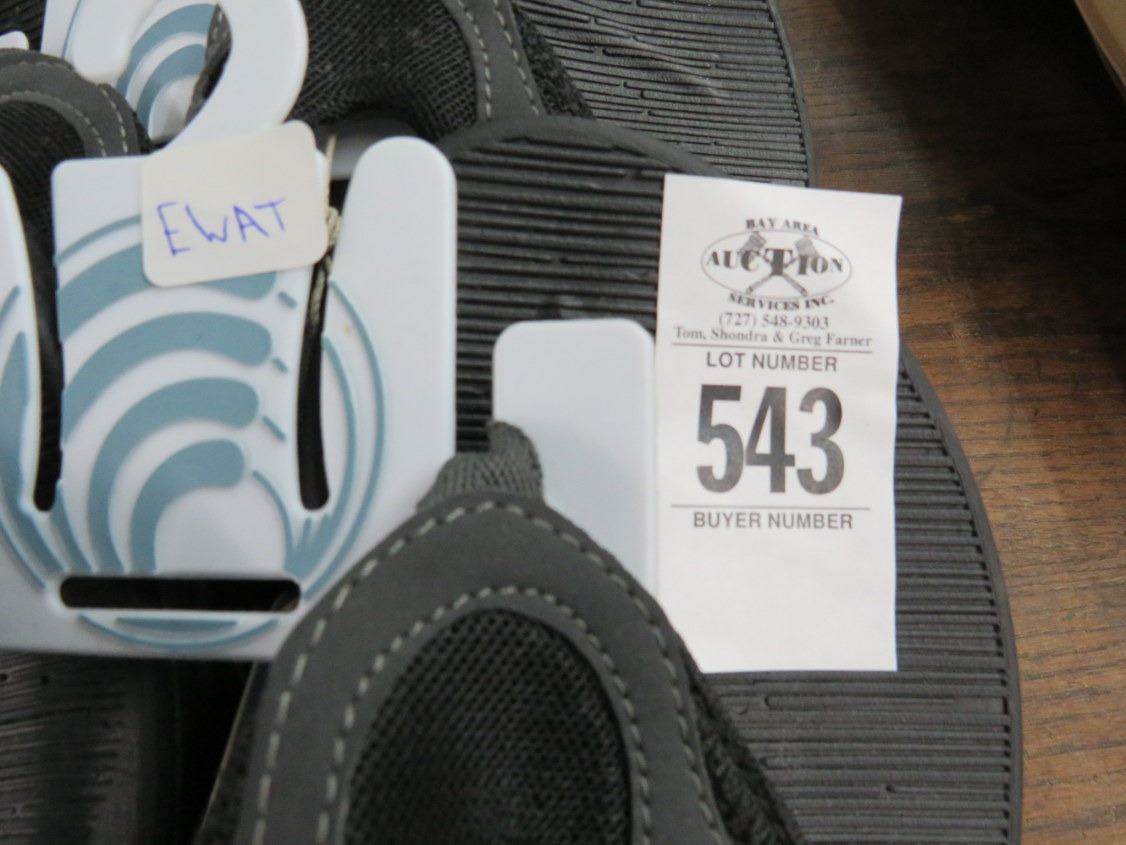 EWAT
BAY AREA
AUCTION
SERVICES INC.
(727) 548-9303
Tom, Shondra & Greg Farner
LOT NUMBER
543
BUYER NUMBER